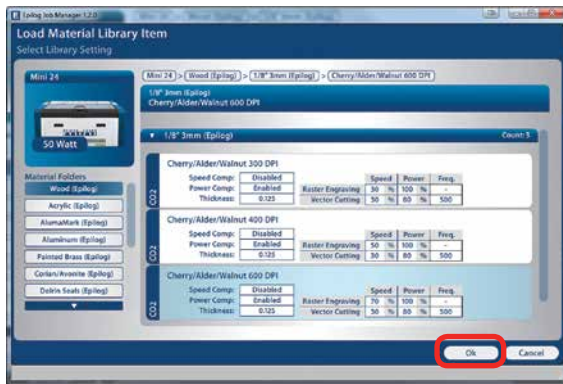 Epilog Job Manager 1.2.0
Load Material Library Item
Select Library Setting
Mini 24
50 Watt
Material Folders
Wood (Epilog)
Acrylic (Epilog)
AlumaMark (Epilog)
Aluminum (Epilog)
Painted Brass (Epilog)
Corian/Avonite (Epilog)
Delrin Seals (Epilog)
Mini 24 > Wood (Epilog) > 1/8" 3mm (Epilog) > Cherry/Alder/Walnut 600 DPI
1/8" 3mm (Epilog)
Cherry/Alder/Walnut 600 DPI
1/8" 3mm (Epilog) Count: 3
CO2
Cherry/Alder/Walnut 300 DPI
Speed Comp: Disabled Speed Power Freq.
Power Comp: Enabled Raster Engraving 30 % 100 % -
Thickness: 0.125 Vector Cutting 50 % 80 % 500
CO2
Cherry/Alder/Walnut 400 DPI
Speed Comp: Disabled Speed Power Freq.
Power Comp: Enabled Raster Engraving 50 % 100 % -
Thickness: 0.125 Vector Cutting 30 % 80 % 500
CO2
Cherry/Alder/Walnut 600 DPI
Speed Comp: Disabled Speed Power Freq.
Power Comp: Enabled Raster Engraving 70 % 100 % -
Thickness: 0.125 Vector Cutting 30 % 80 % 500
Ok Cancel